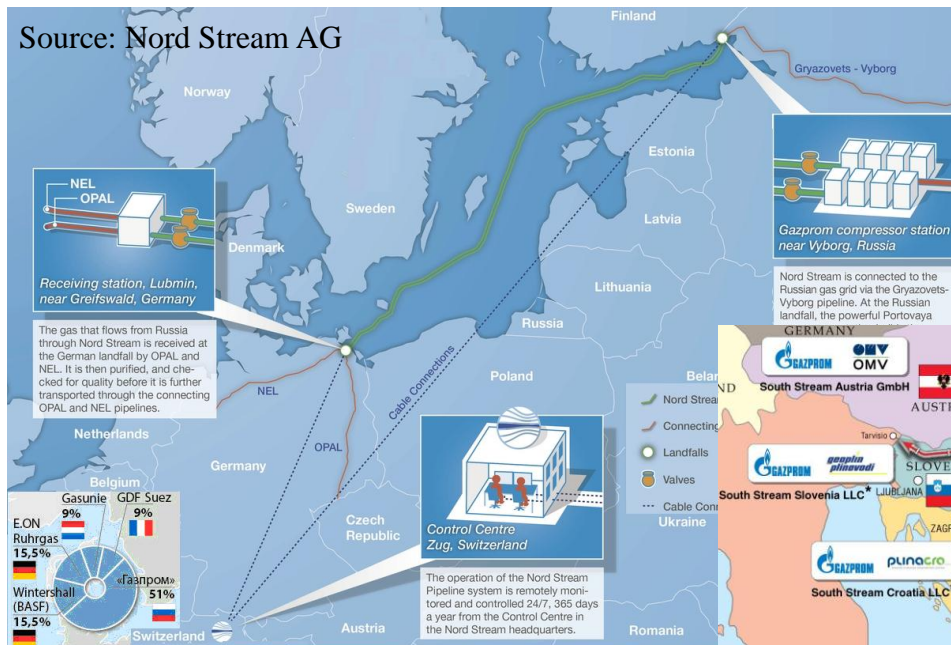 Source: Nord Stream AG
Finland
Norway
Gryazovets - Vyborg
Estonia
Sweden
Latvia
Denmark
Lithuania
Russia
NEL
OPAL
Receiving station, Lubmin,
near Greifswald, Germany
The gas that flows from Russia
through Nord Stream is received at
the German landfall by OPAL and
NEL. It is then purified, and che-
cked for quality before it is further
transported through the connecting
OPAL and NEL pipelines.
Gazprom compressor station
near Vyborg, Russia
Nord Stream is connected to the
Russian gas grid via the Gryazovets-
Vyborg pipeline. At the Russian
landfall, the powerful Portovaya
Cable Connections
Poland
Belar
NEL
OPAL
Netherlands
Germany
Belgium
Czech
Republic
Ukraine
Switzerland
Austria
Romania
Nord Strea
Connecting
Landfalls
Valves
Cable Conn
Control Centre
Zug, Switzerland
The operation of the Nord Stream
Pipeline system is remotely moni-
tored and controlled 24/7, 365 days
a year from the Control Centre in
the Nord Stream headquarters.
Gasunie
9%
GDF Suez
9%
E.ON
Ruhrgas
15,5%
«Газпром»
51%
Wintershall
(BASF)
15,5%
GERMANY
GAZPROM
OMV
OMV
South Stream Austria GmbH
AUSTR
ND
Tarvisio
GAZPROM
geoplin
plinovodi
SLOVE
South Stream Slovenia LLC*
LJUBLJANA
ZAGR
GAZPROM
PLINACRO
South Stream Croatia LLC